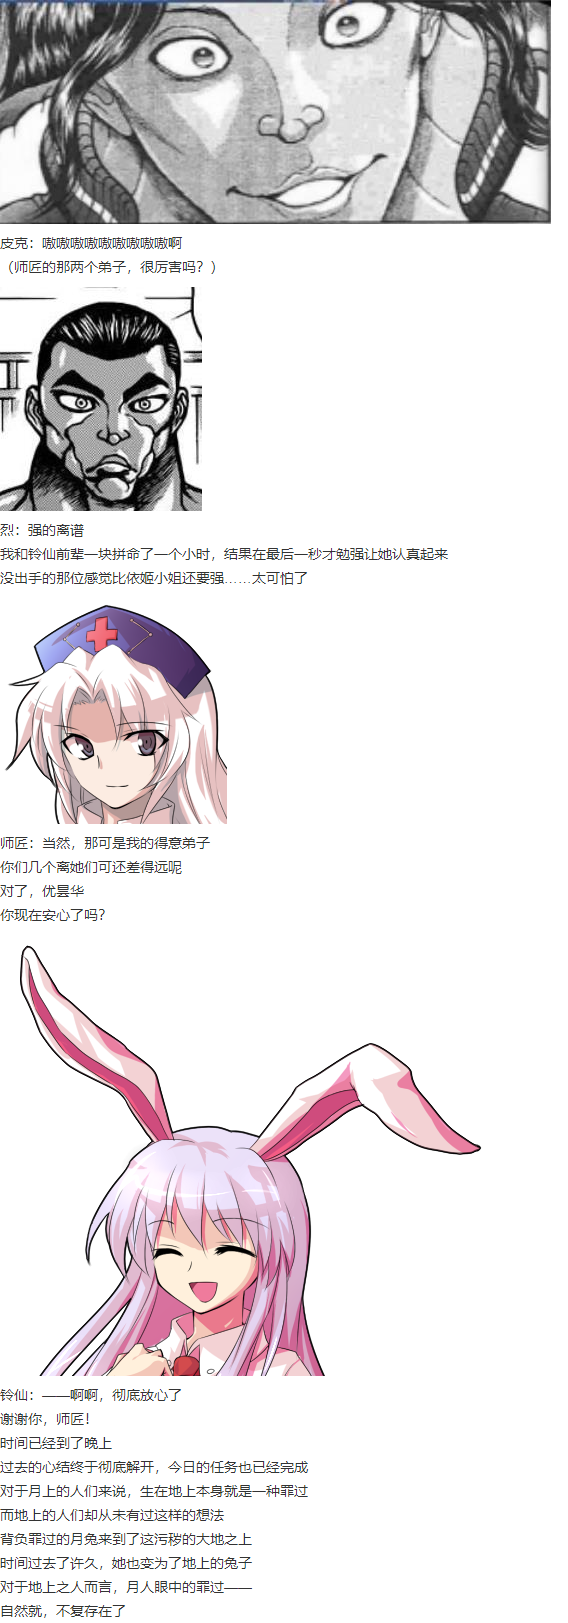 皮克：嗷嗷嗷嗷嗷嗷嗷嗷嗷啊
（师匠的那两个弟子，很厉害吗？）
烈：强的离谱
我和铃仙前辈一块拼命了一个小时，结果在最后一秒才勉强让她认真起来
没出手的那位感觉比依姬小姐还要强……太可怕了
师匠：当然，那可是我的得意弟子
你们几个离她们可还差得远呢
对了，优昙华
你现在安心了吗？
铃仙：——啊啊，彻底放心了
谢谢你，师匠！
时间已经到了晚上
过去的心结终于彻底解开，今日的任务也已经完成
对于月上的人们来说，生在地上本身就是一种罪过
而地上的人们却从未有过这样的想法
背负罪过的月兔来到了这污秽的大地之上
时间过去了许久，她也变为了地上的兔子
对于地上之人而言，月人眼中的罪过——
自然就，不复存在了